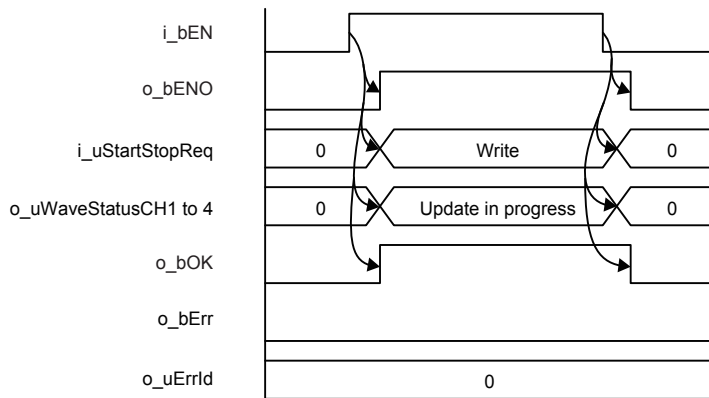 i_bEN
o_bENO
i_uStartStopReq 0 Write 0
o_uWaveStatusCH1 to 4 0 Update in progress 0
o_bOK
o_bErr
o_uErrId 0